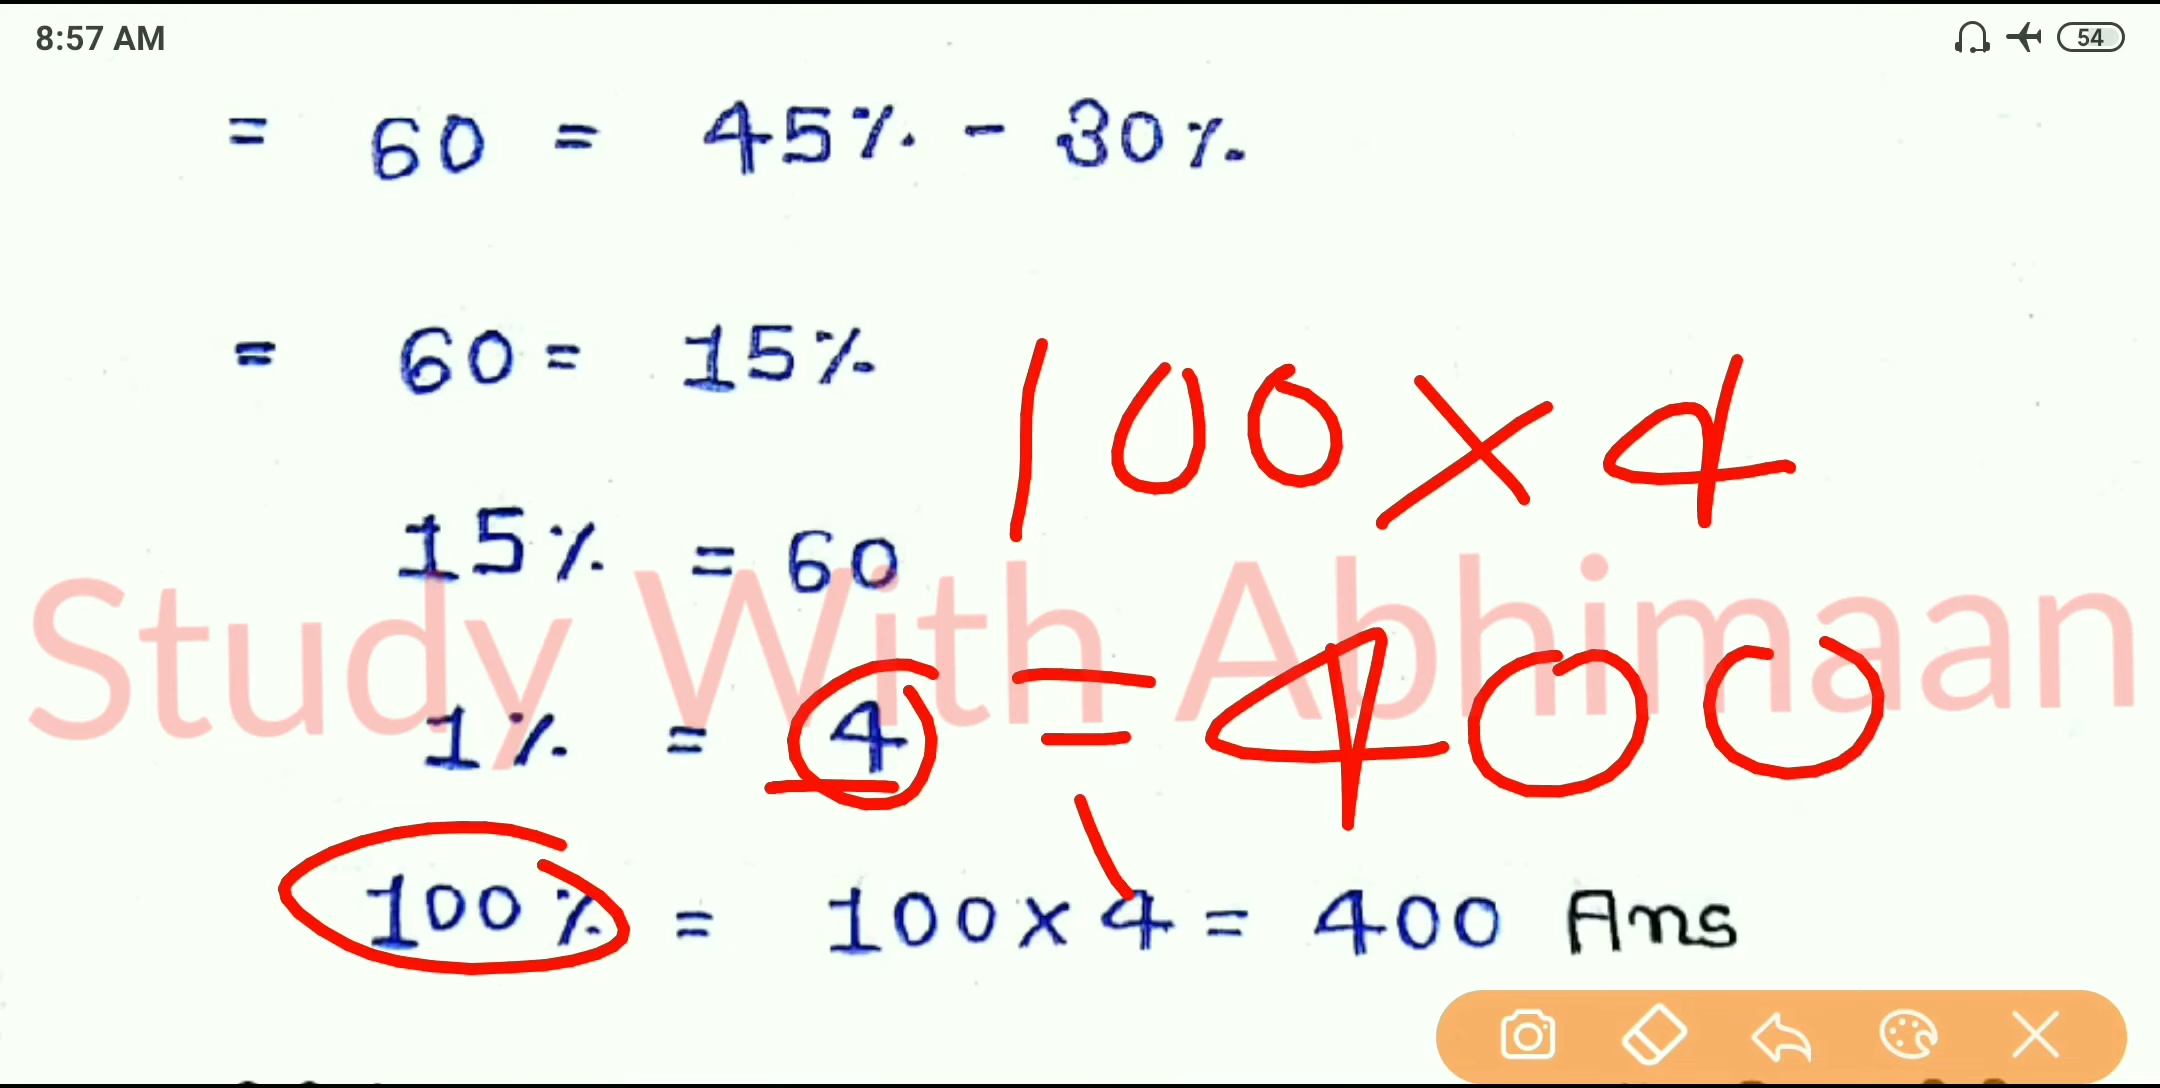 8:57 AM 54
= 60 = 45% - 30%
= 60 = 15%
100 × 4
15% = 60
Study With Abhimaan
1% = 4 = 400
100% = 100 × 4 = 400 Ans